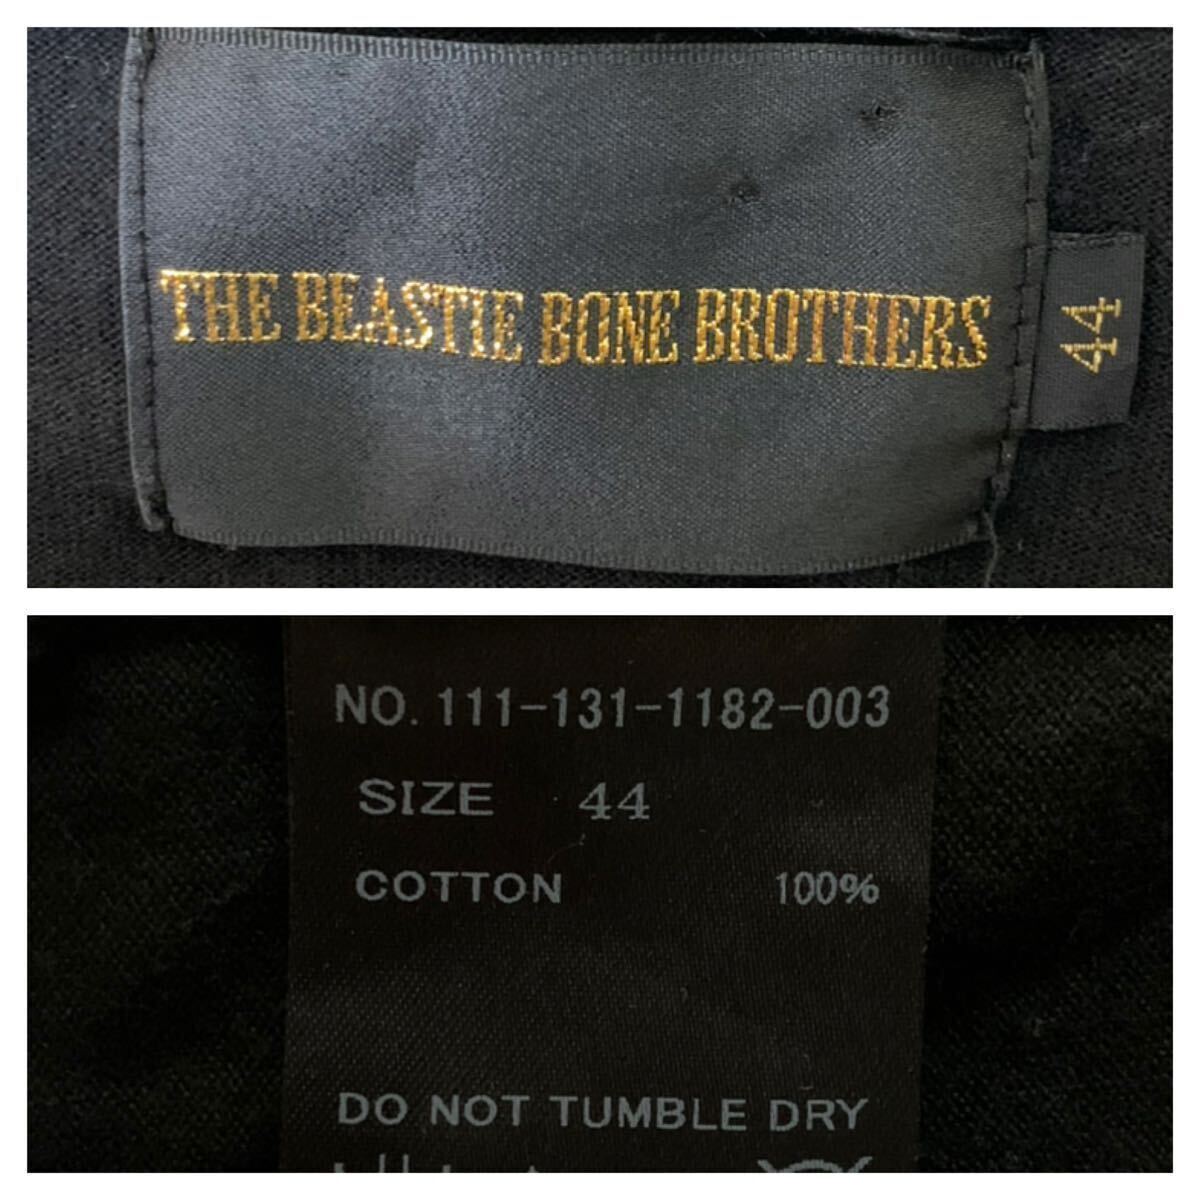 THE BEASTIE BONE BROTHERS
44
NO. 111-131-1182-003
SIZE 44
COTTON 100%
DO NOT TUMBLE DRY